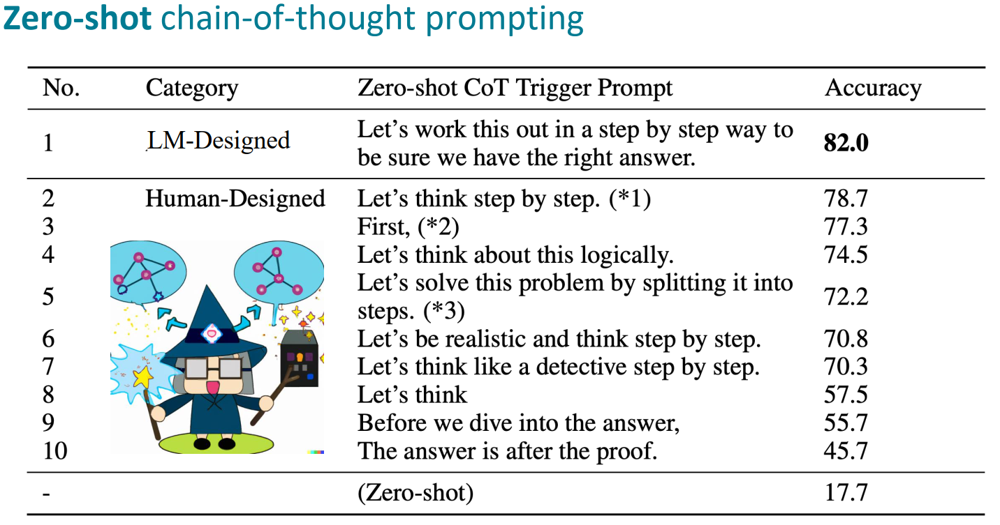 Zero-shot chain-of-thought prompting
No. Category Zero-shot CoT Trigger Prompt Accuracy
1 LM-Designed Let's work this out in a step by step way to be sure we have the right answer. 82.0
2 Human-Designed Let's think step by step. (*1) 78.7
3 First, (*2) 77.3
4 Let's think about this logically. 74.5
5 Let's solve this problem by splitting it into steps. (*3) 72.2
6 Let's be realistic and think step by step. 70.8
7 Let's think like a detective step by step. 70.3
8 Let's think 57.5
9 Before we dive into the answer, 55.7
10 The answer is after the proof. 45.7
- (Zero-shot) 17.7